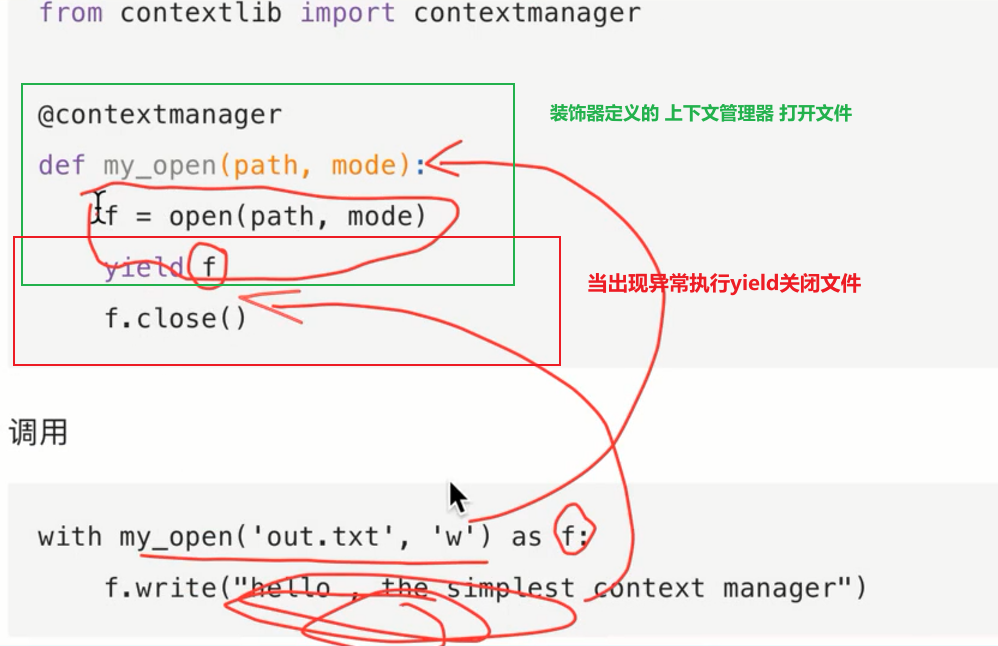 from contextlib import contextmanager
@contextmanager
装饰器定义的 上下文管理器 打开文件
def my_open(path, mode):
f = open(path, mode)
yield f
当出现异常执行yield关闭文件
f.close()
调用
with my_open('out.txt', 'w') as f:
f.write("hello , the simplest context manager")